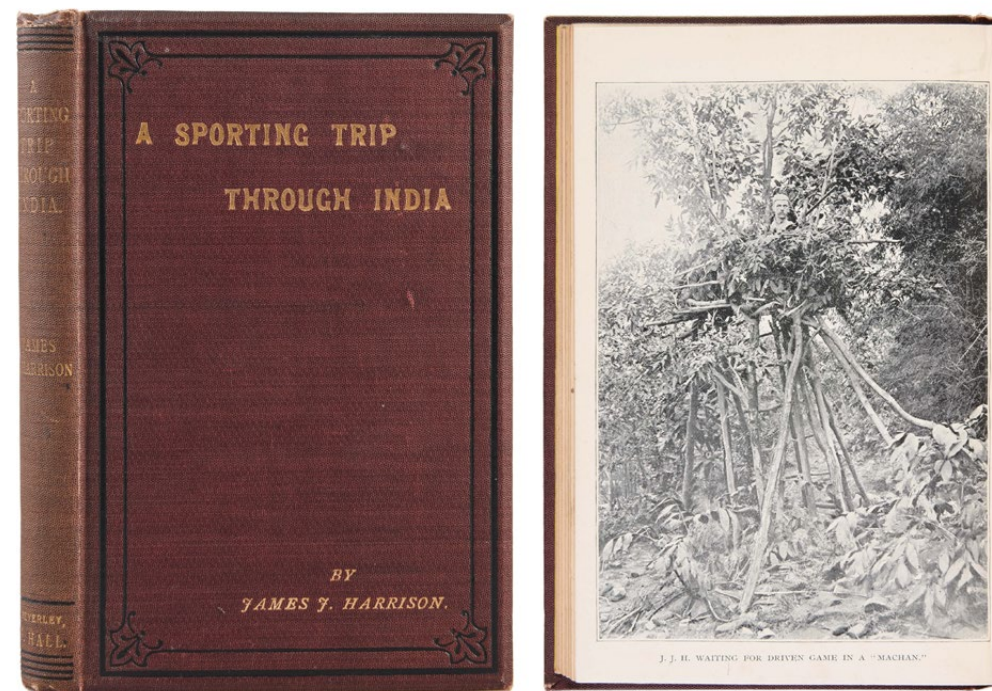 A
SPORTING
TRIP
THROUGH
INDIA.
JAMES
HARRISON
BEVERLEY,
HALL.
A SPORTING TRIP
THROUGH INDIA
BY
JAMES J. HARRISON.
J. J. H. WAITING FOR DRIVEN GAME IN A "MACHAN."